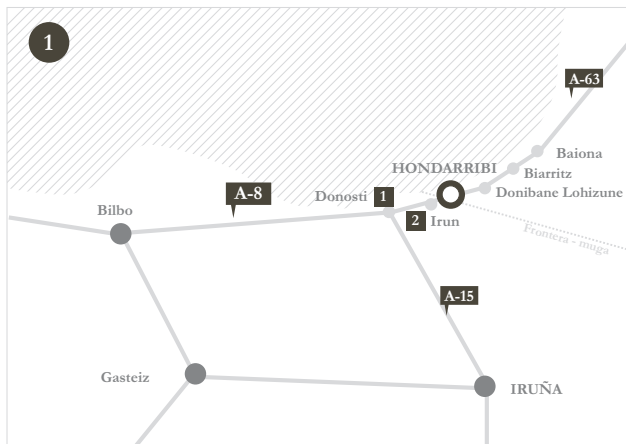 1
A-63
HONDARRIBI
Baiona
Biarritz
Donosti 1
Donibane Lohizune
A-8
2 Irun
Bilbo
Frontera - muga
A-15
Gasteiz
IRUÑA